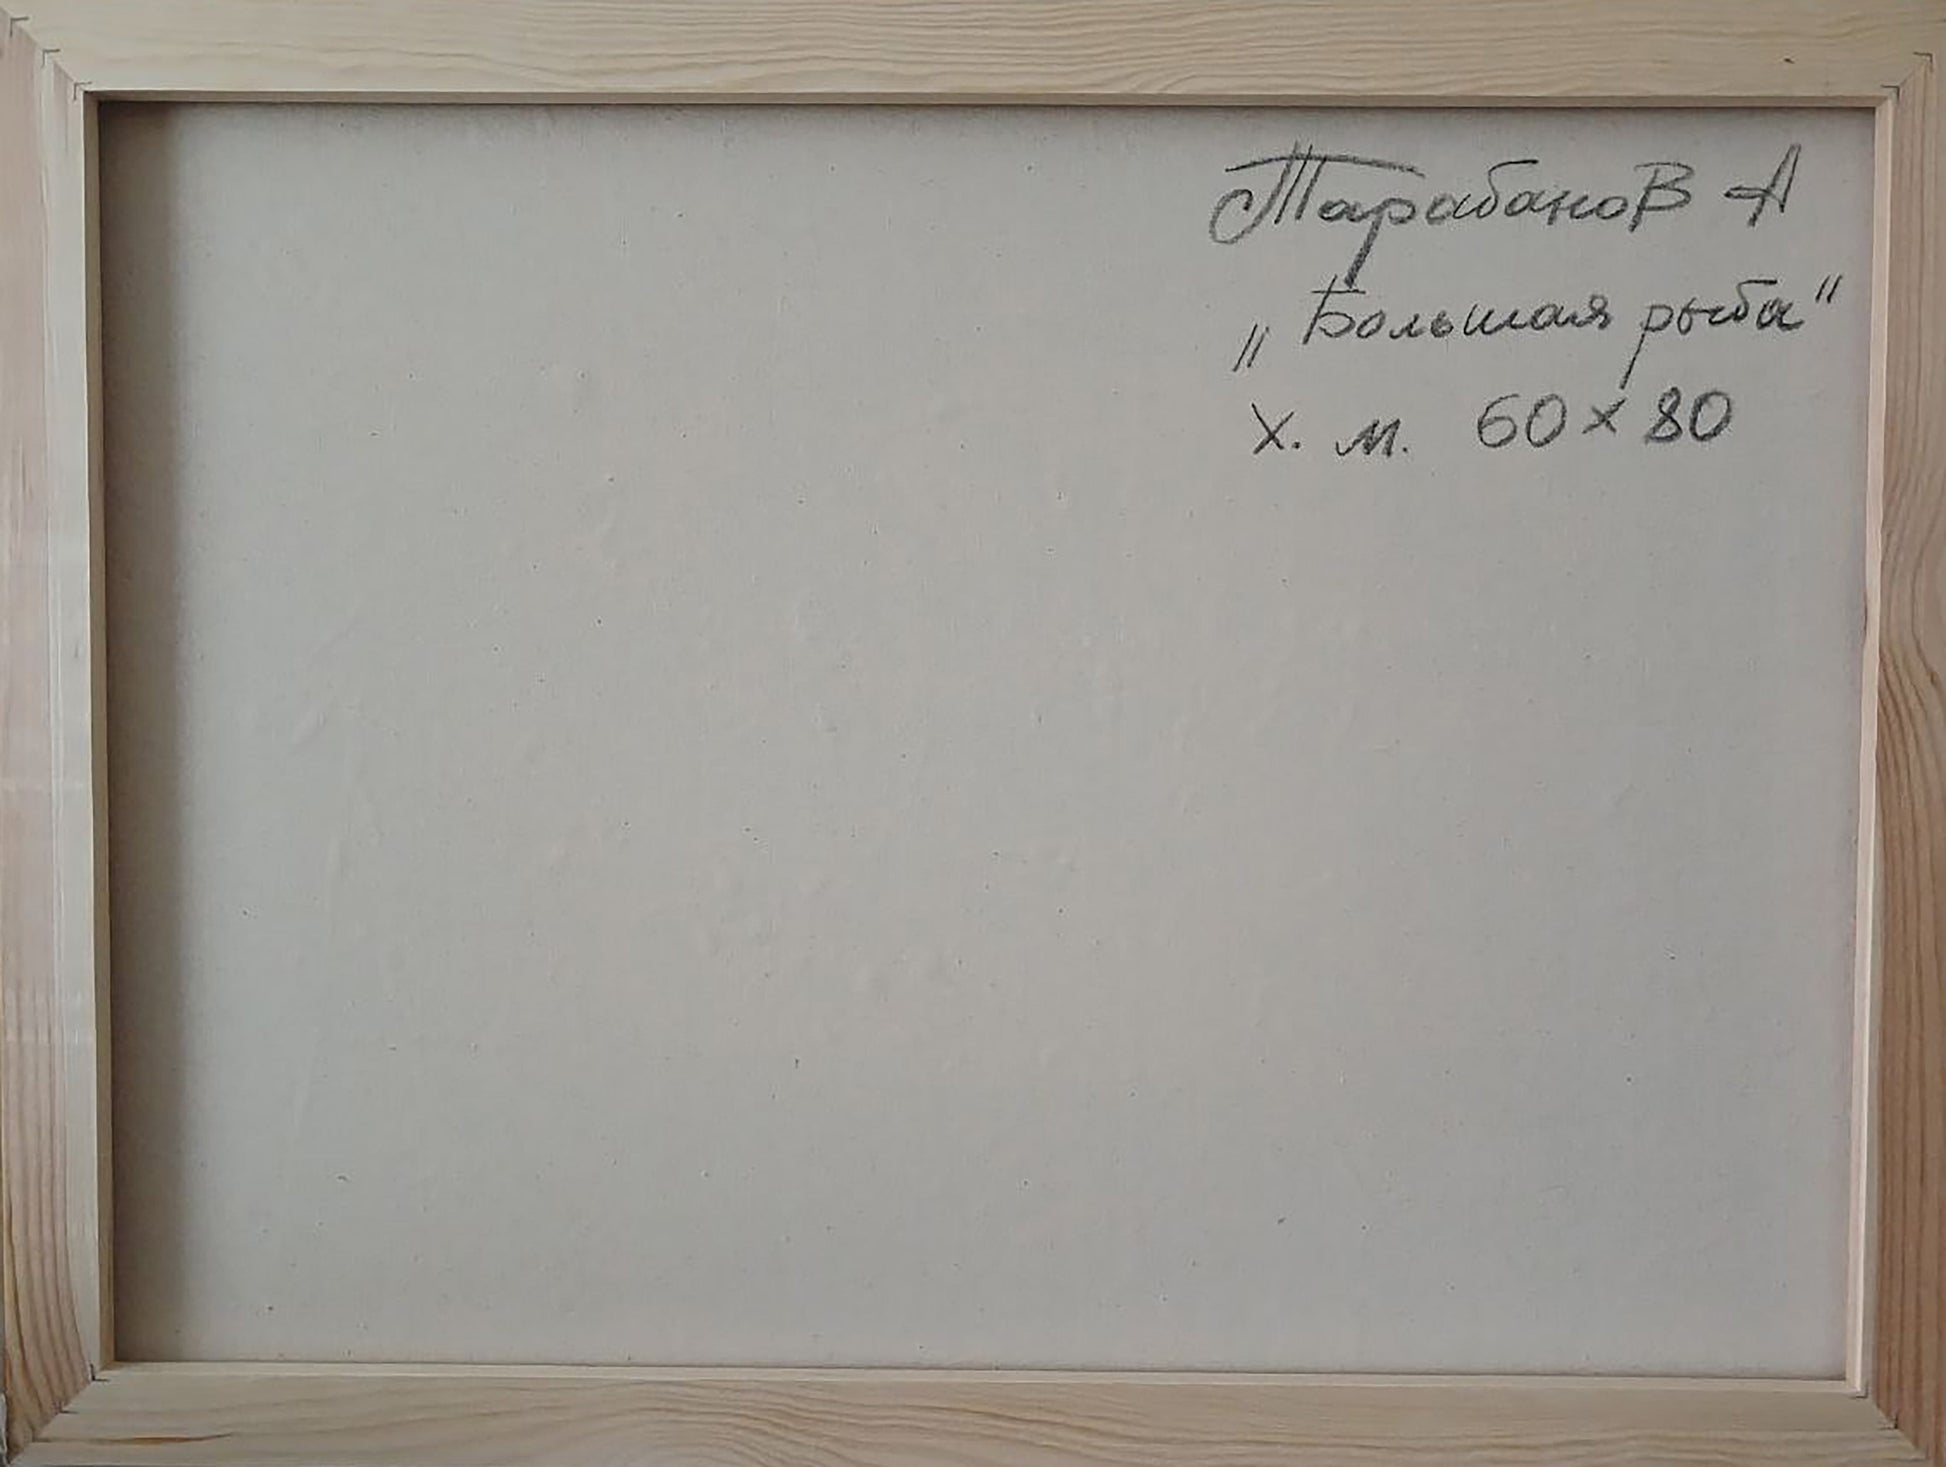 Тарабанов А
„Большая рыба"
х. м. 60×80